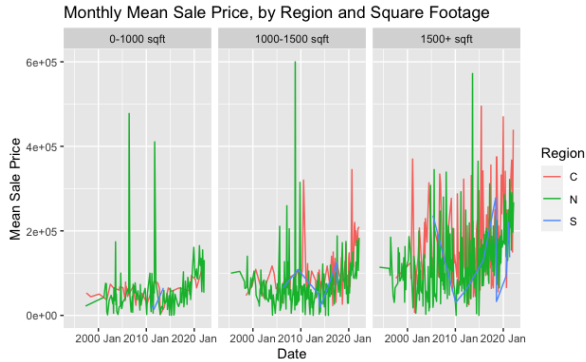 Monthly Mean Sale Price, by Region and Square Footage
0-1000 sqft
1000-1500 sqft
1500+ sqft
6e+05
4e+05
2e+05
0e+00
Mean Sale Price
2000 Jan 2010 Jan 2020 Jan
2000 Jan 2010 Jan 2020 Jan
2000 Jan 2010 Jan 2020 Jan
Date
Region
C
N
S